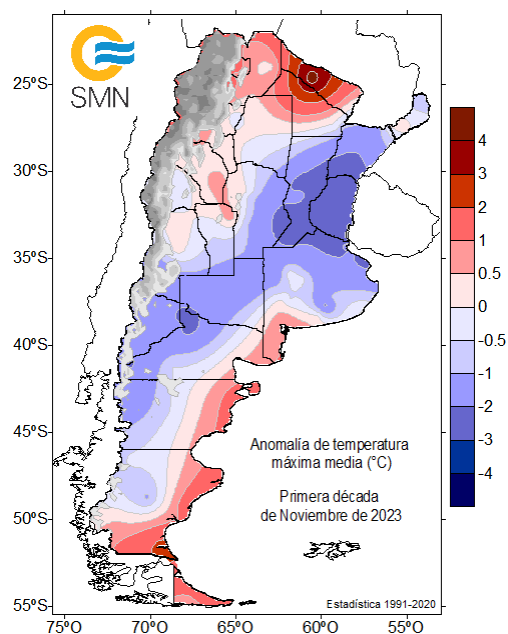 SMN
25°S
30°S
35°S
40°S
45°S
50°S
55°S
75°O
70°O
65°O
60°O
55°O
4
3
2
1
0.5
0
-0.5
-1
-2
-3
-4
Anomalía de temperatura
máxima media (°C)
Primera década
de Noviembre de 2023
Estadística 1991-2020